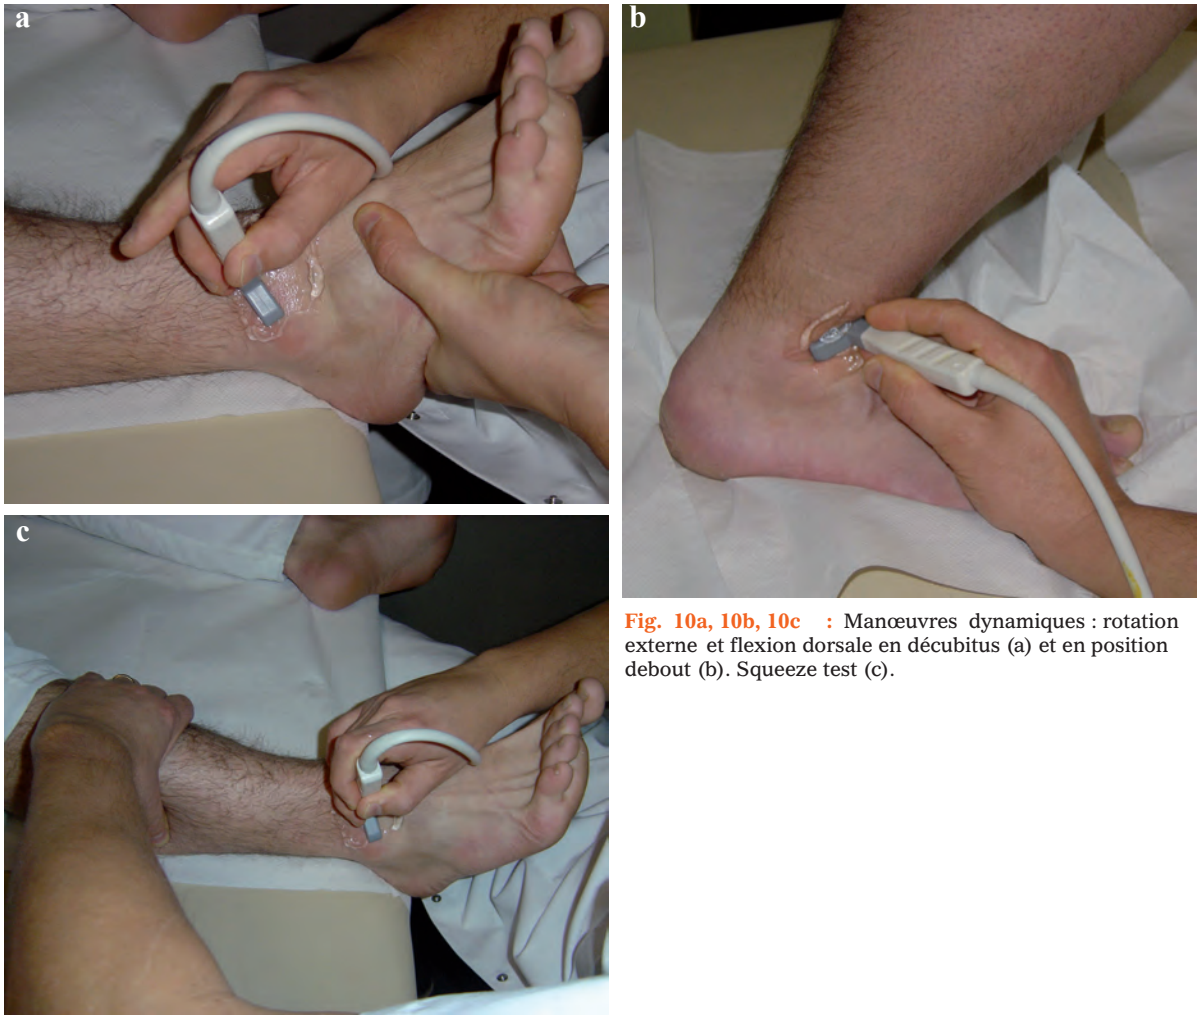 a
b
c
Fig. 10a, 10b, 10c : Manœuvres dynamiques : rotation
externe et flexion dorsale en décubitus (a) et en position
debout (b). Squeeze test (c).